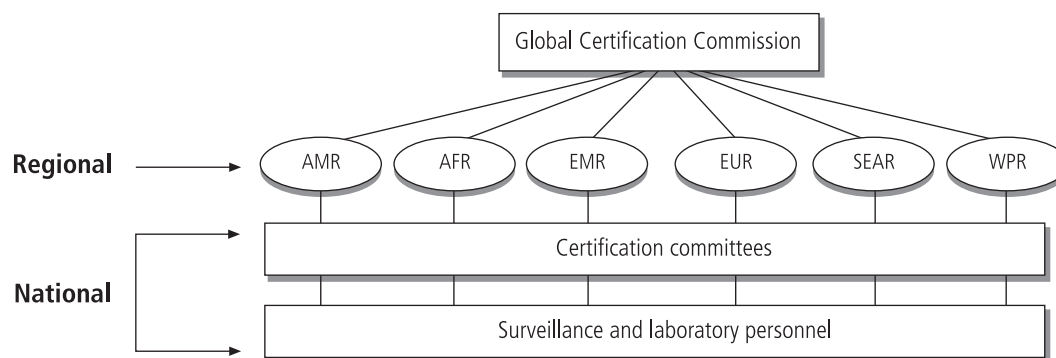 Global Certification Commission
Regional
AMR
AFR
EMR
EUR
SEAR
WPR
Certification committees
National
Surveillance and laboratory personnel